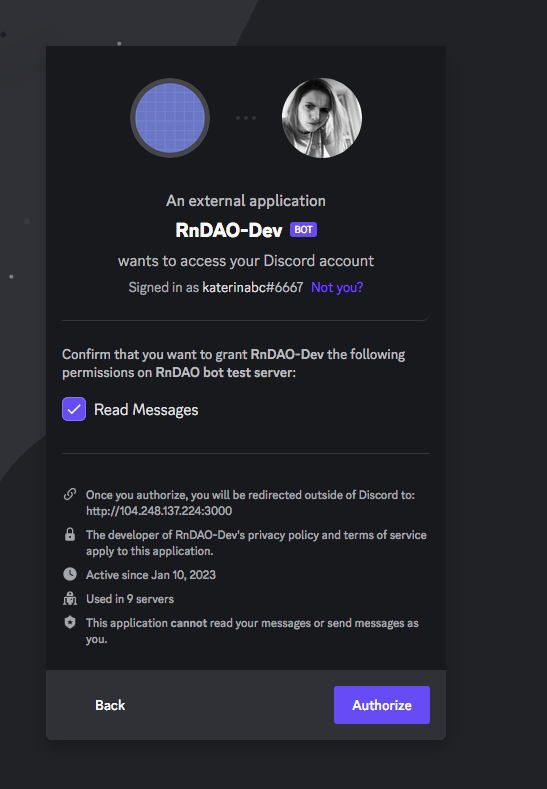 An external application
RnDAO-Dev BOT
wants to access your Discord account
Signed in as katerinabc#6667 Not you?
Confirm that you want to grant RnDAO-Dev the following
permissions on RnDAO bot test server:
Read Messages
Once you authorize, you will be redirected outside of Discord to:
http://104.248.137.224:3000
The developer of RnDAO-Dev's privacy policy and terms of service
apply to this application.
Active since Jan 10, 2023
Used in 9 servers
This application cannot read your messages or send messages as
you.
Back
Authorize